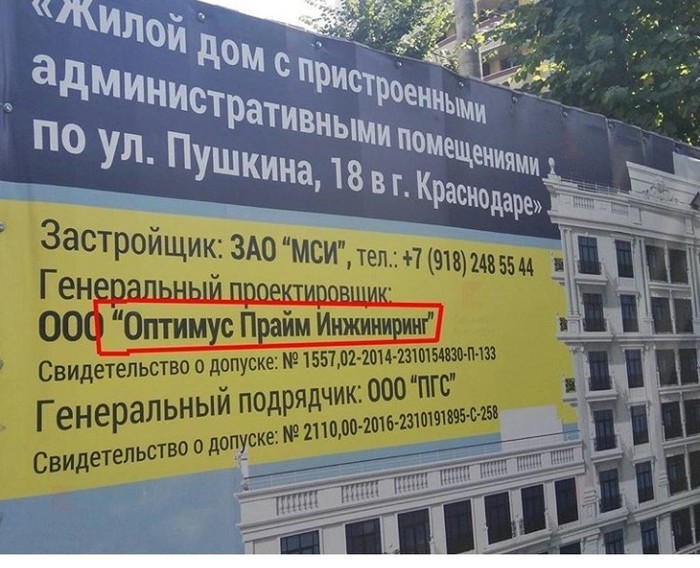 «Жилой дом с пристроенными
административными помещениями
по ул. Пушкина, 18 в г. Краснодаре»
Застройщик: ЗАО "МСИ", тел.: +7 (918) 248 55 44
Генеральный проектировщик:
ООО "Оптимус Прайм Инжиниринг"
Свидетельство о допуске: № 1557,02-2014-2310154830-П-133
Генеральный подрядчик: ООО "ПГС"
Свидетельство о допуске: № 2110,00-2016-2310191895-С-258